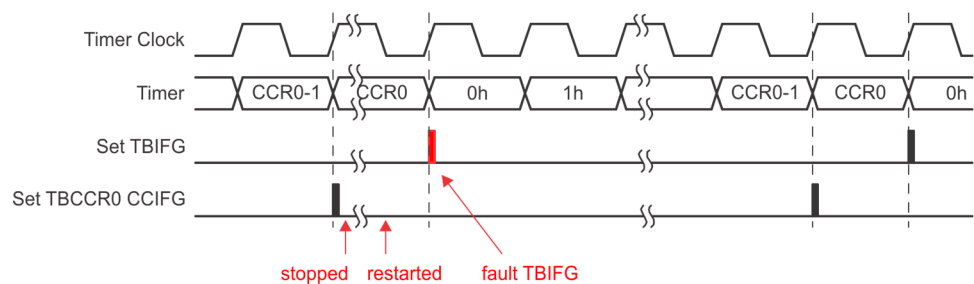 Timer Clock
Timer CCR0-1 CCR0 0h 1h CCR0-1 CCR0 0h
Set TBIFG
Set TBCCR0 CCIFG
stopped restarted fault TBIFG